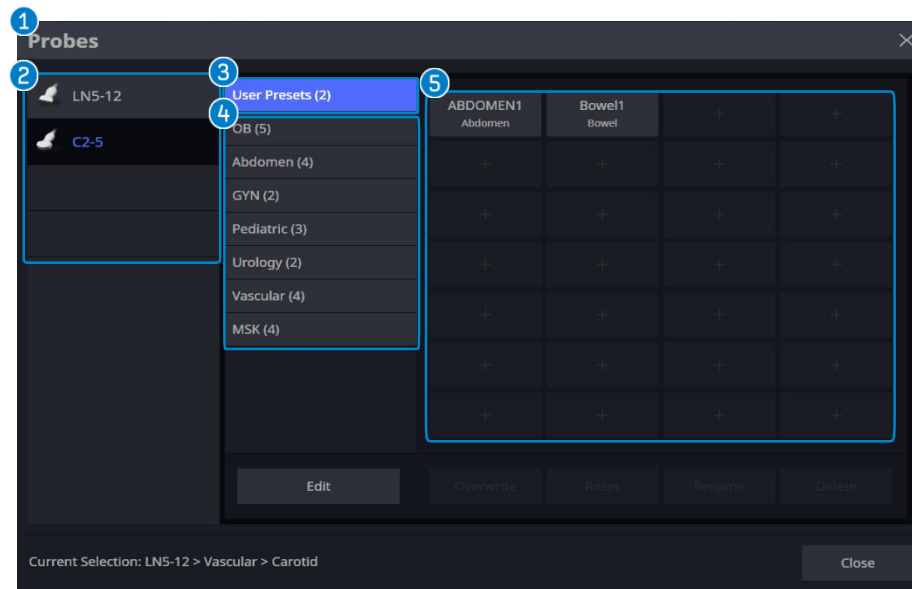 1
Probes
2
LN5-12
C2-5
3
User Presets (2)
4
OB (5)
Abdomen (4)
GYN (2)
Pediatric (3)
Urology (2)
Vascular (4)
MSK (4)
5
ABDOMEN1 Bowel1 + +
Abdomen Bowel
+ + + +
+ + + +
+ + + +
+ + + +
+ + + +
+ + + +
Edit Overwrite Reset Rename Delete
Current Selection: LN5-12 > Vascular > Carotid Close